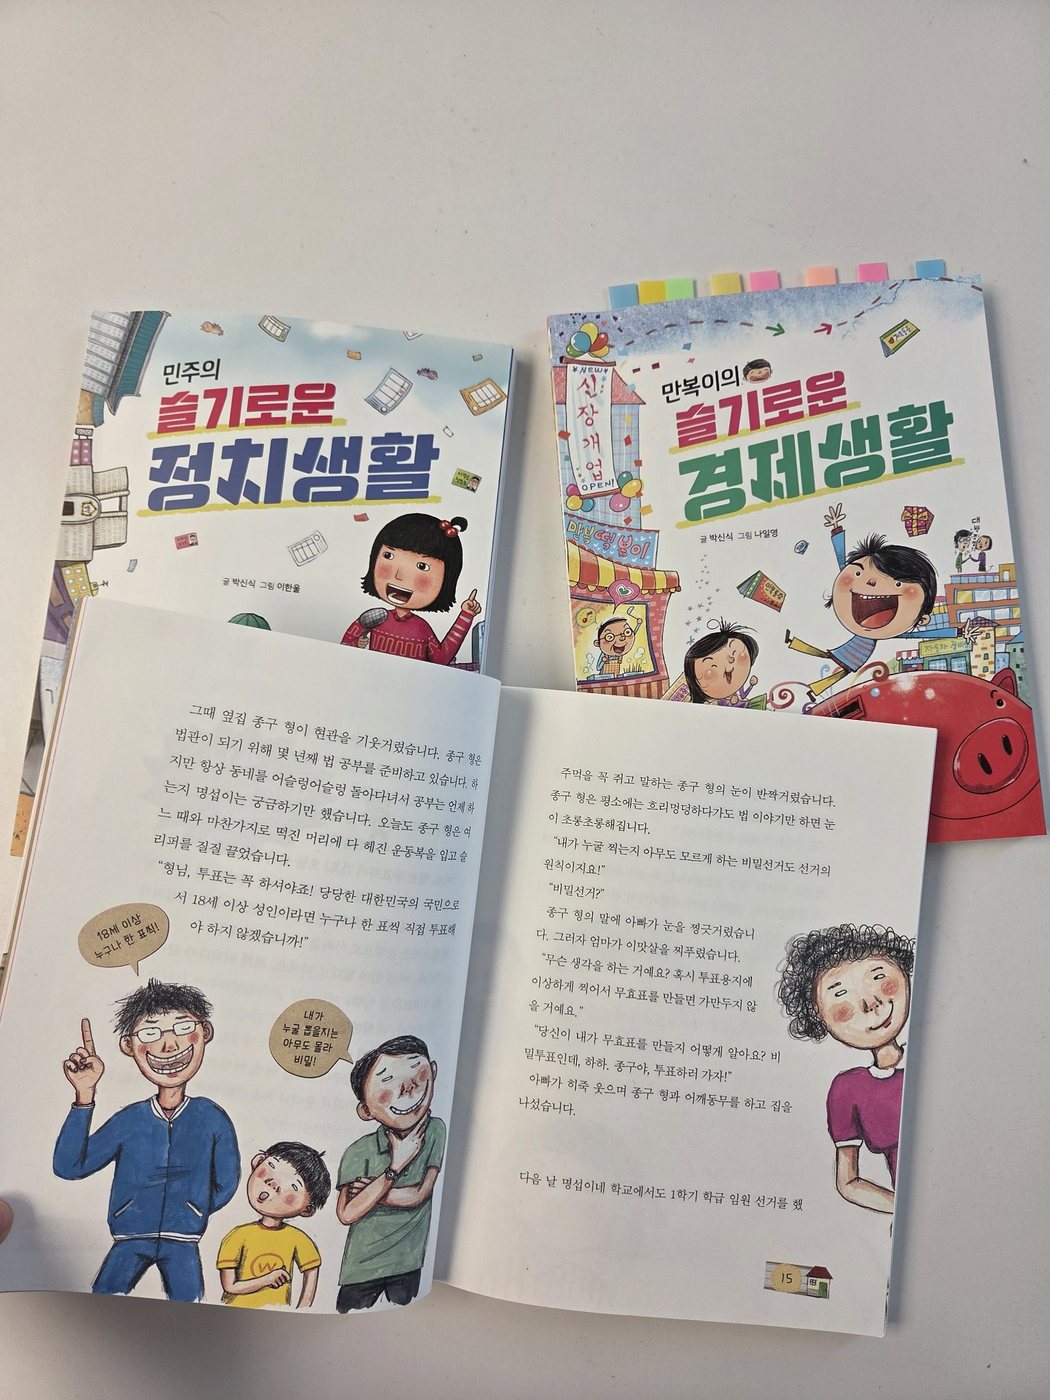 민주의
슬기로운
정치생활
글 박신식 그림 이한울
만복이의
슬기로운
경제생활
글 박신식 그림 나일영
NEW
신장개업
OPEN!
만복떡볶이
그때 옆집 종구 형이 현관을 기웃거렸습니다. 종구 형은
법관이 되기 위해 몇 년째 법 공부를 준비하고 있습니다. 하
지만 항상 동네를 어슬렁어슬렁 돌아다녀서 공부는 언제 하
는지 명섭이는 궁금하기만 했습니다. 오늘도 종구 형은 여
느 때와 마찬가지로 떡진 머리에 다 헤진 운동복을 입고 슬
리퍼를 질질 끌었습니다.
“형님, 투표는 꼭 하셔야죠! 당당한 대한민국의 국민으로
서 18세 이상 성인이라면 누구나 한 표씩 직접 투표해
야 하지 않겠습니까!”
18세 이상
누구나 한 표씩!
내가
누굴 뽑을지는
아무도 몰라
비밀!
주먹을 꼭 쥐고 말하는 종구 형의 눈이 반짝거렸습니다.
종구 형은 평소에는 흐리멍덩하다가도 법 이야기만 하면 눈
이 초롱초롱해집니다.
“내가 누굴 찍는지 아무도 모르게 하는 비밀선거도 선거의
원칙이지요!”
“비밀선거?”
종구 형의 말에 아빠가 눈을 찡긋거렸습니
다. 그러자 엄마가 이맛살을 찌푸렸습니다.
“무슨 생각을 하는 거예요? 혹시 투표용지에
이상하게 찍어서 무효표를 만들면 가만두지 않
을 거예요.”
“당신이 내가 무효표를 만들지 어떻게 알아요? 비
밀투표인데, 하하. 종구야, 투표하러 가자!”
아빠가 히죽 웃으며 종구 형과 어깨동무를 하고 집을
나섰습니다.
다음 날 명섭이네 학교에서도 1학기 학급 임원 선거를 했
15